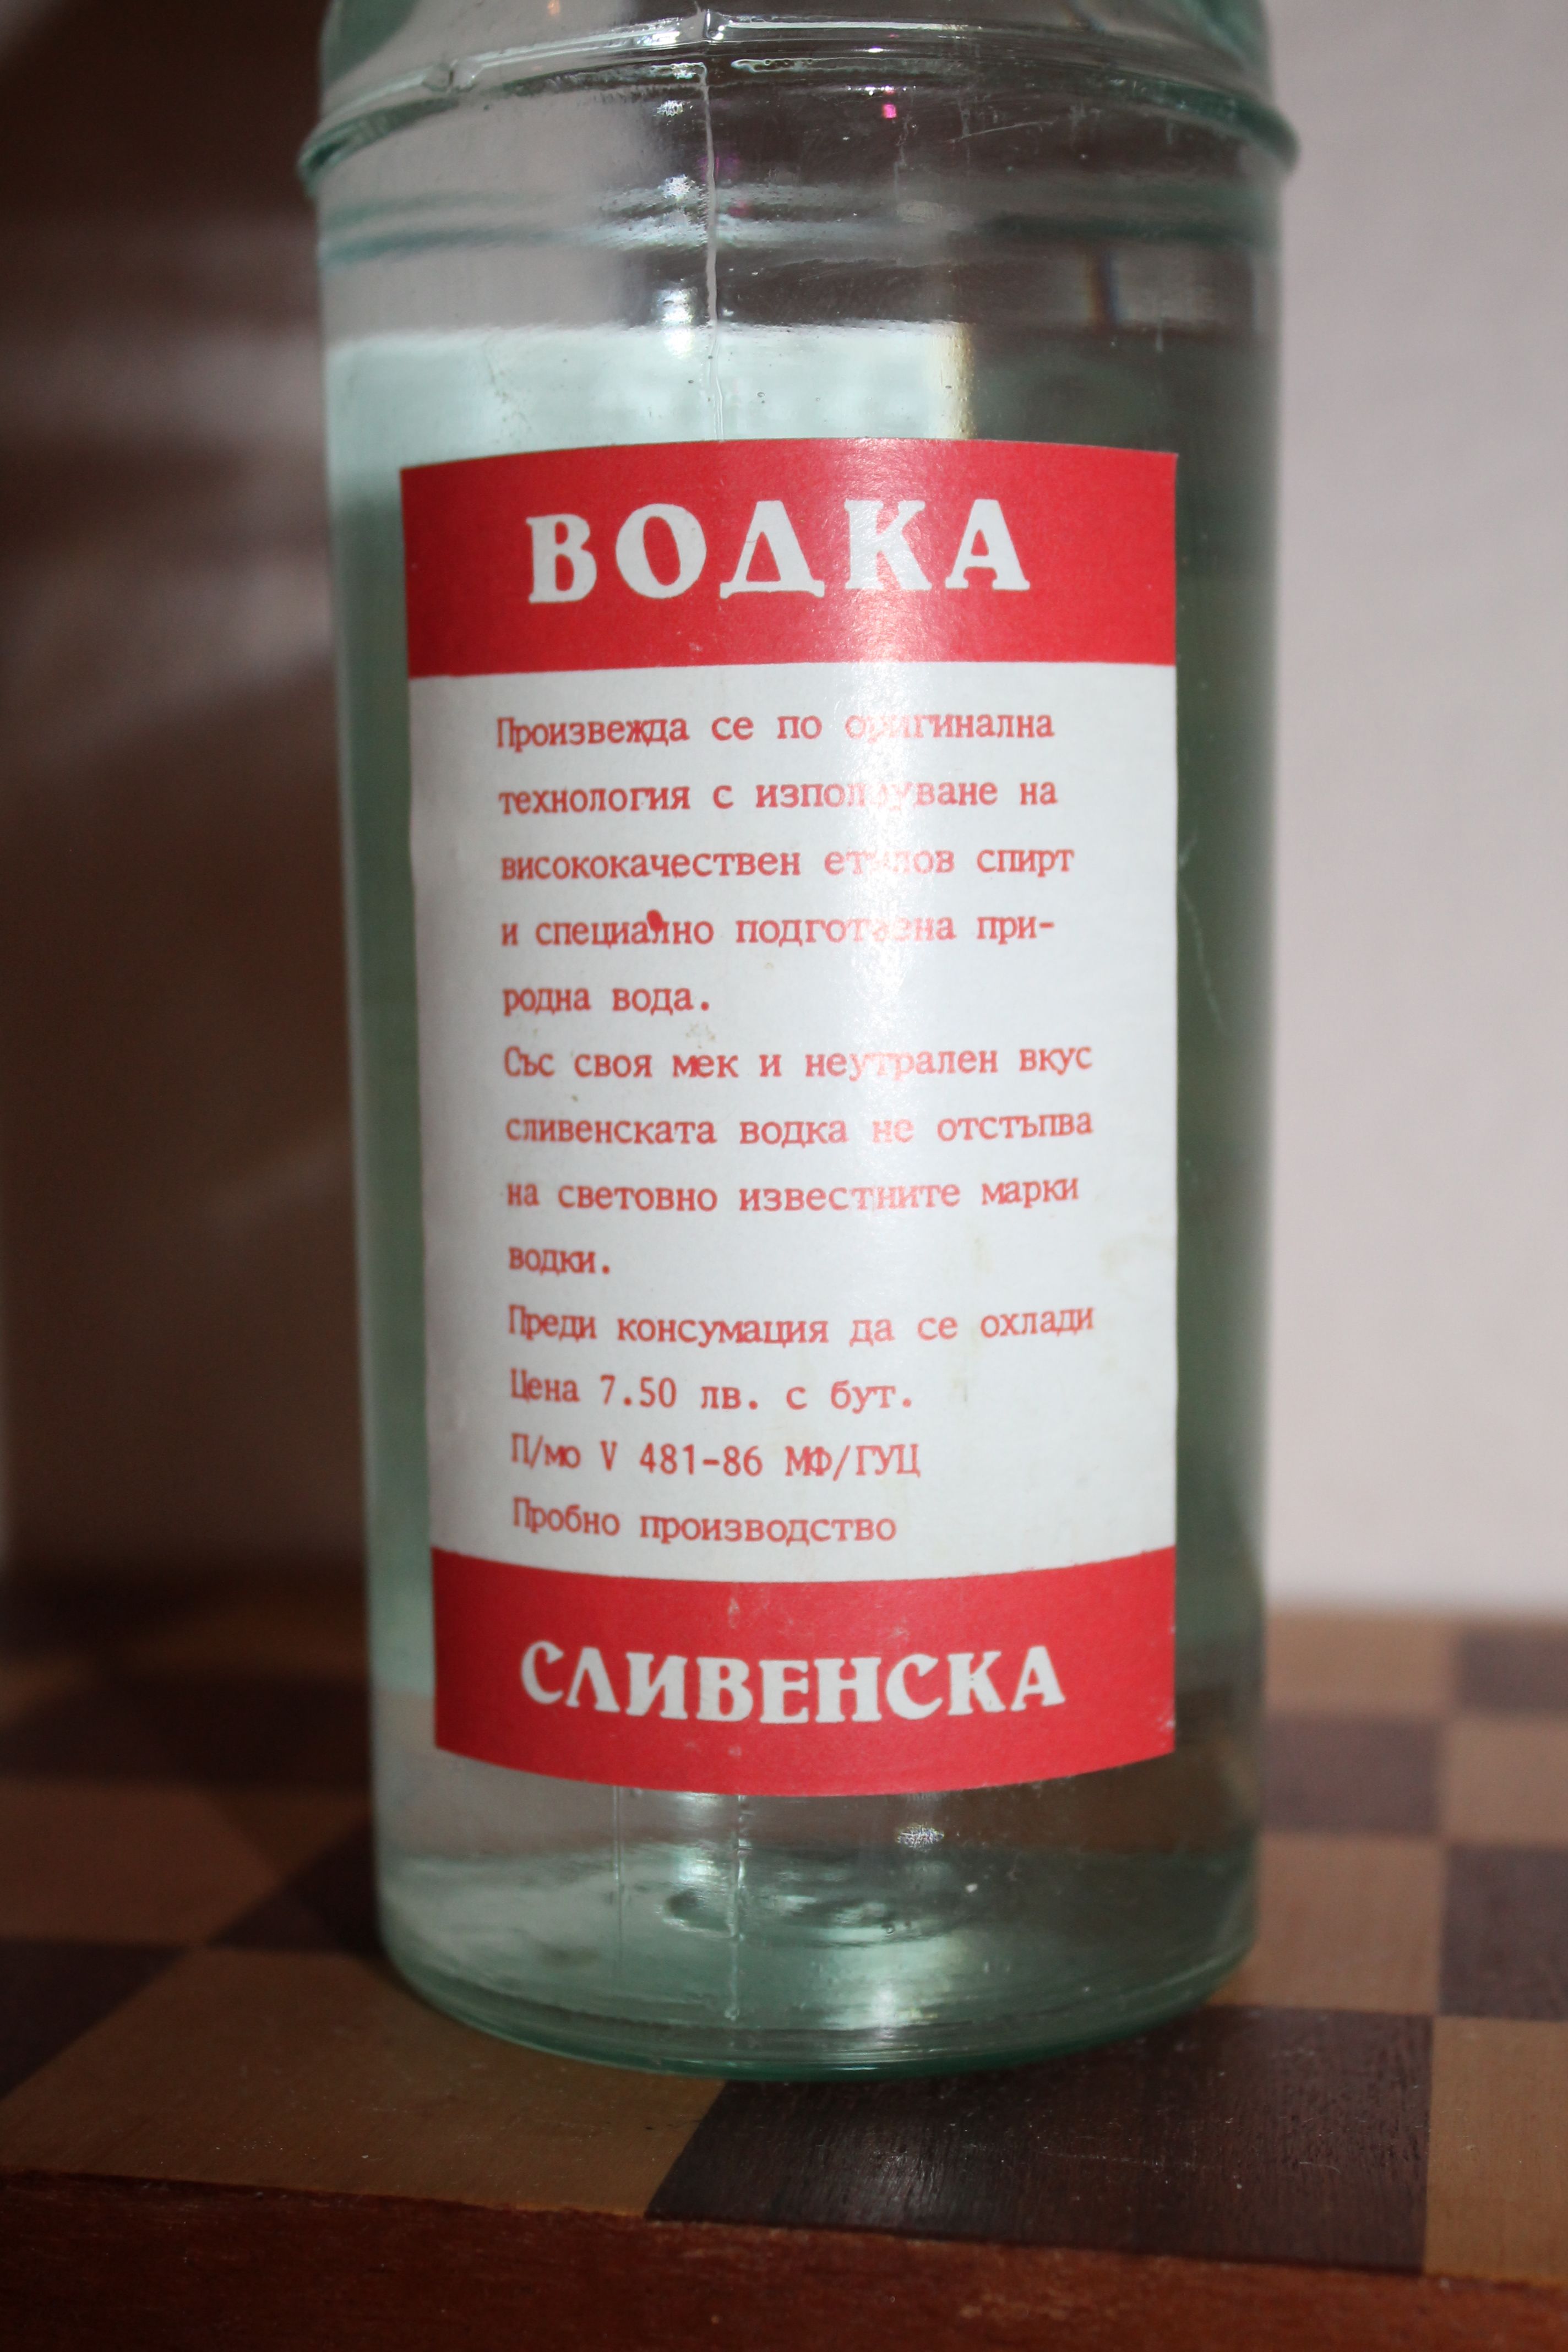 ВОДКА
Произвежда се по оригинална
технология с използуване на
висококачествен етилов спирт
и специално подготвена при-
родна вода.
Със своя мек и неутрален вкус
сливенската водка не отстъпва
на световно известните марки
водки.
Преди консумация да се охлади
Цена 7.50 лв. с бут.
П/мо V 481-86 МФ/ГУЦ
Пробно производство
СЛИВЕНСКА